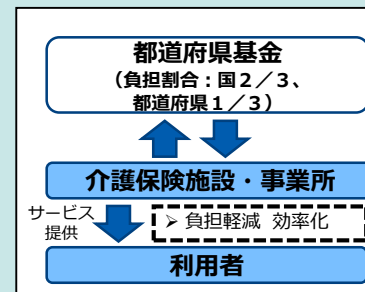 都道府県基金
(負担割合：国２／３、
都道府県１／３)
介護保険施設・事業所
サービス
提供
➢ 負担軽減 効率化
利用者